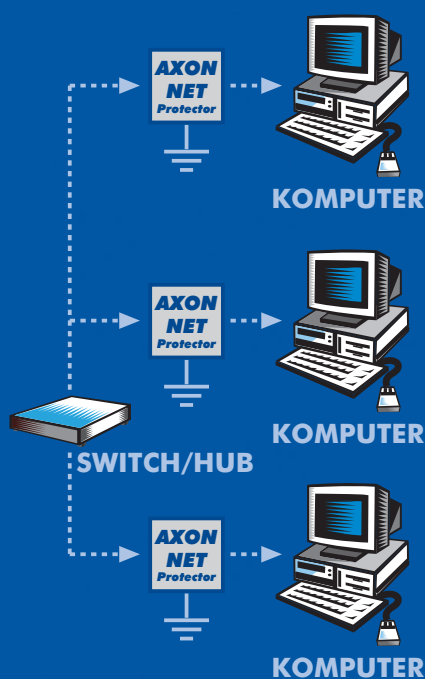 AXON
NET
Protector
KOMPUTER
AXON
NET
Protector
KOMPUTER
SWITCH/HUB
AXON
NET
Protector
KOMPUTER